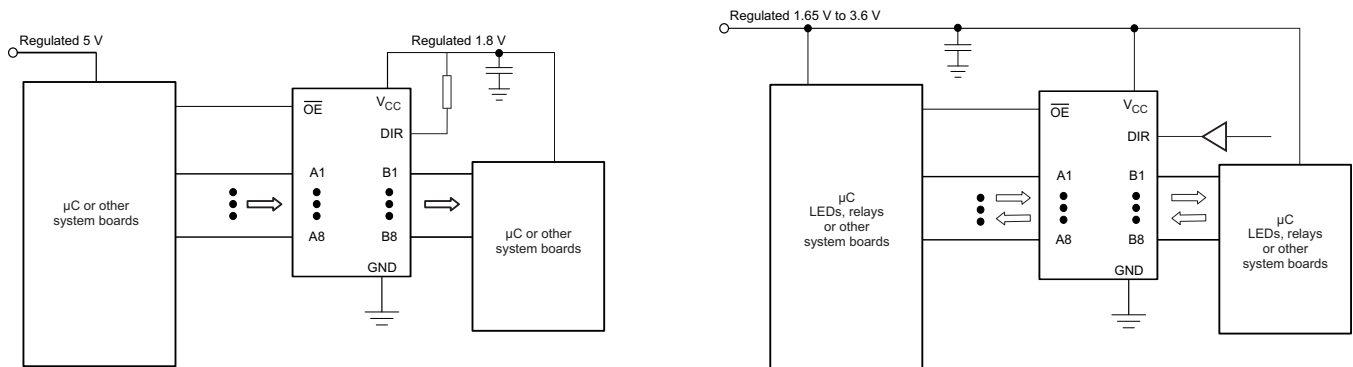 Regulated 5 V
Regulated 1.8 V
OE
VCC
DIR
A1
B1
A8
B8
GND
µC or other
system boards
µC or other
system boards
Regulated 1.65 V to 3.6 V
OE
VCC
DIR
A1
B1
A8
B8
GND
µC
LEDs, relays
or other
system boards
µC
LEDs, relays
or other
system boards